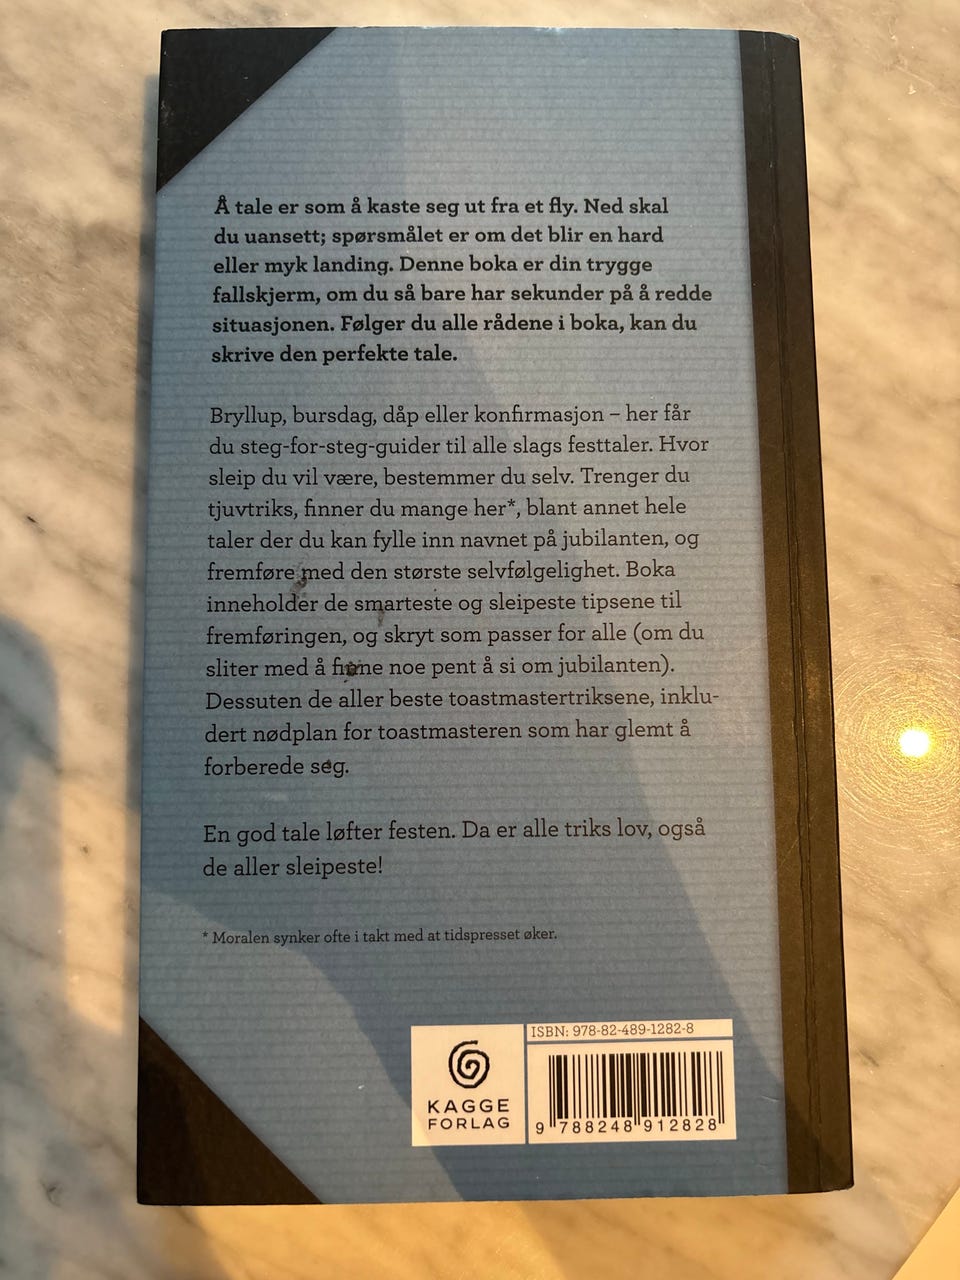 Å tale er som å kaste seg ut fra et fly. Ned skal
du uansett; spørsmålet er om det blir en hard
eller myk landing. Denne boka er din trygge
fallskjerm, om du så bare har sekunder på å redde
situasjonen. Følger du alle rådene i boka, kan du
skrive den perfekte tale.
Bryllup, bursdag, dåp eller konfirmasjon – her får
du steg-for-steg-guider til alle slags festtaler. Hvor
sleip du vil være, bestemmer du selv. Trenger du
tjuvtriks, finner du mange her*, blant annet hele
taler der du kan fylle inn navnet på jubilanten, og
fremføre med den største selvfølgelighet. Boka
inneholder de smarteste og sleipeste tipsene til
fremføringen, og skryt som passer for alle (om du
sliter med å finne noe pent å si om jubilanten).
Dessuten de aller beste toastmastertriksene, inklu-
dert nødplan for toastmasteren som har glemt å
forberede seg.
En god tale løfter festen. Da er alle triks lov, også
de aller sleipeste!
* Moralen synker ofte i takt med at tidspresset øker.
KAGGE
FORLAG
ISBN: 978-82-489-1282-8
9 788248 912828